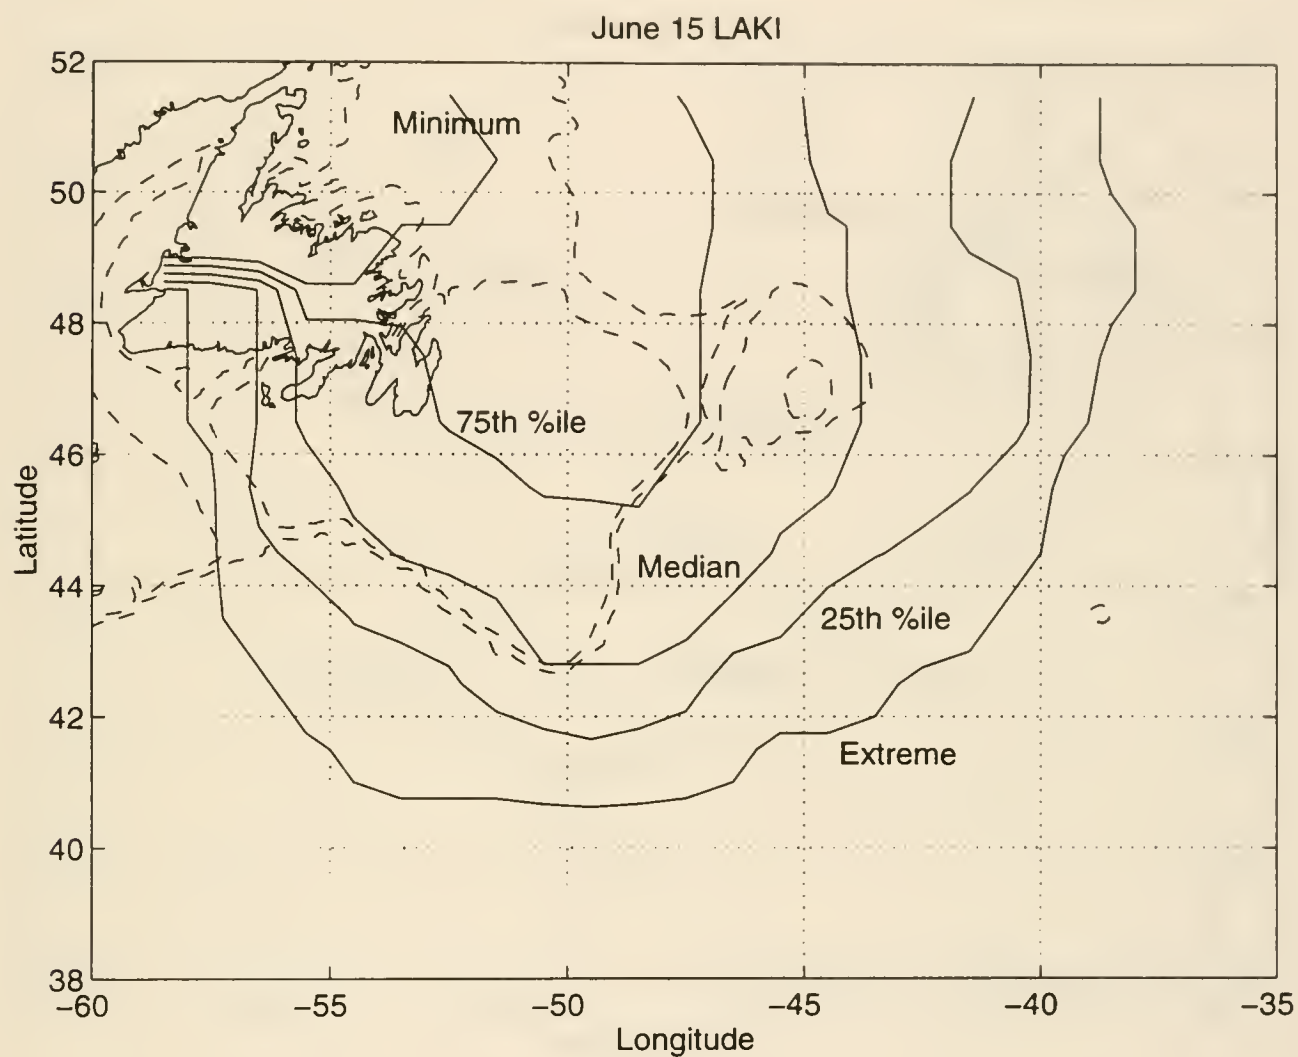 June 15 LAKI
52
50
48
46
44
42
40
38
Latitude
Minimum
75th %ile
Median
25th %ile
Extreme
−60
−55
−50
−45
−40
−35
Longitude